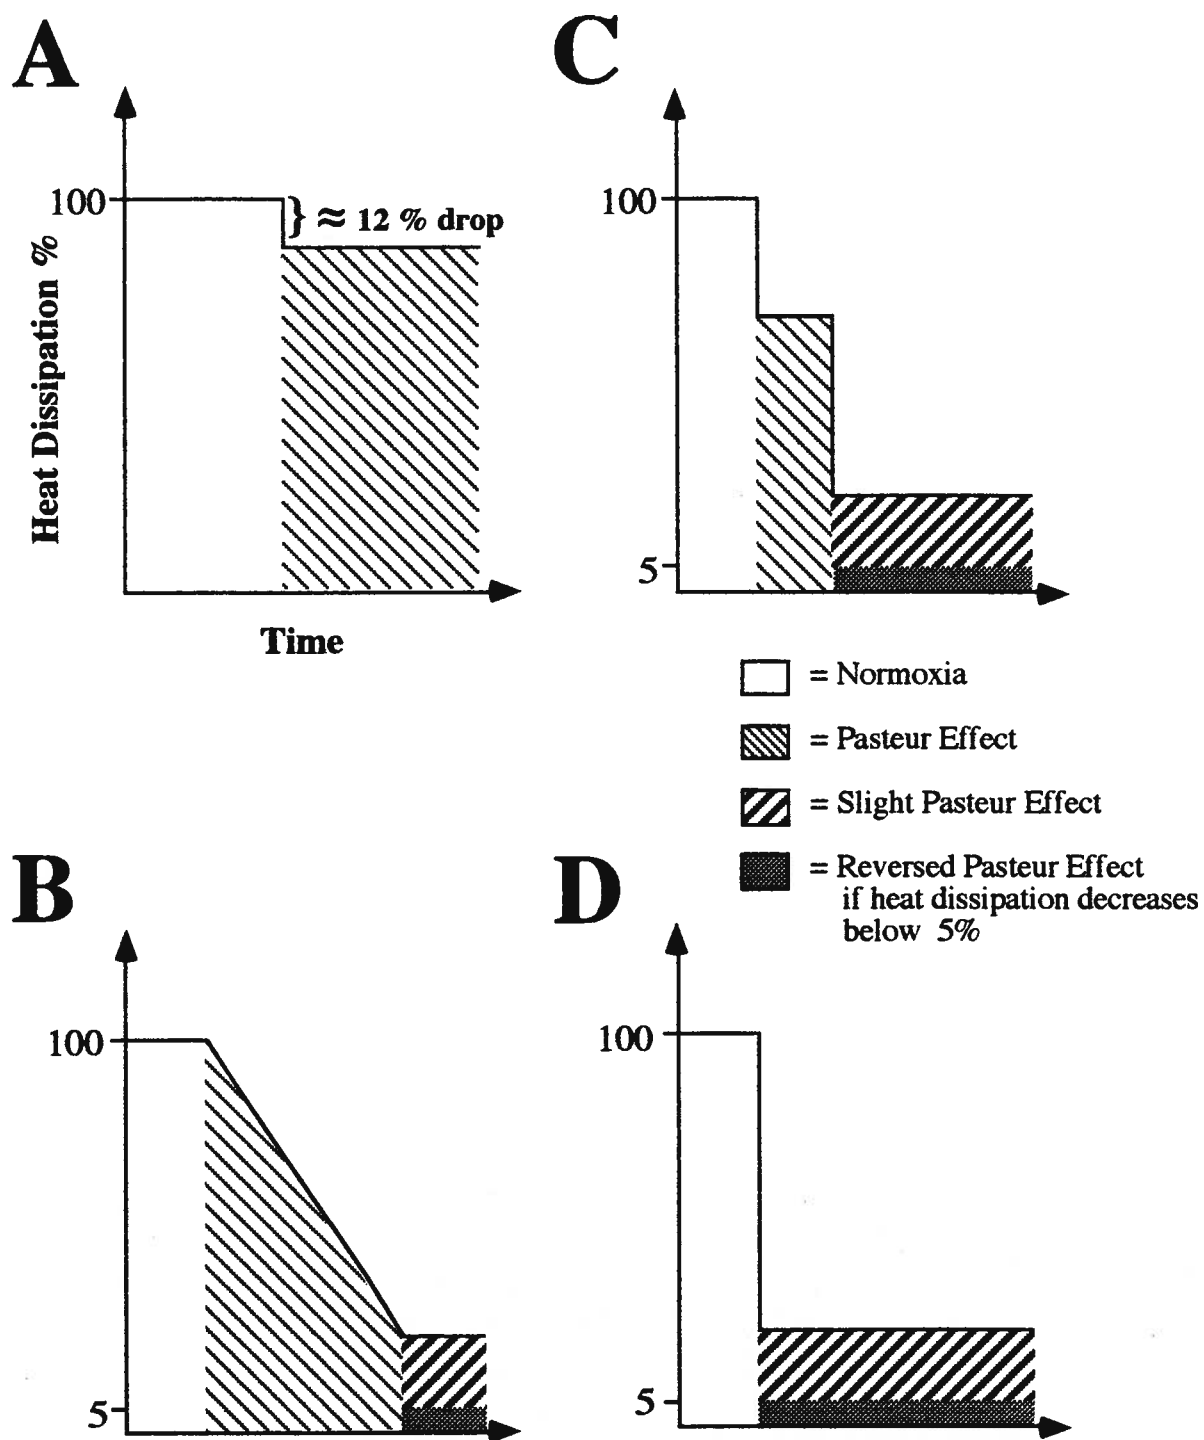 A
C
100
≈ 12 % drop
Heat Dissipation %
Time
100
5
= Normoxia
= Pasteur Effect
= Slight Pasteur Effect
= Reversed Pasteur Effect
if heat dissipation decreases
below 5%
B
D
100
5
100
5